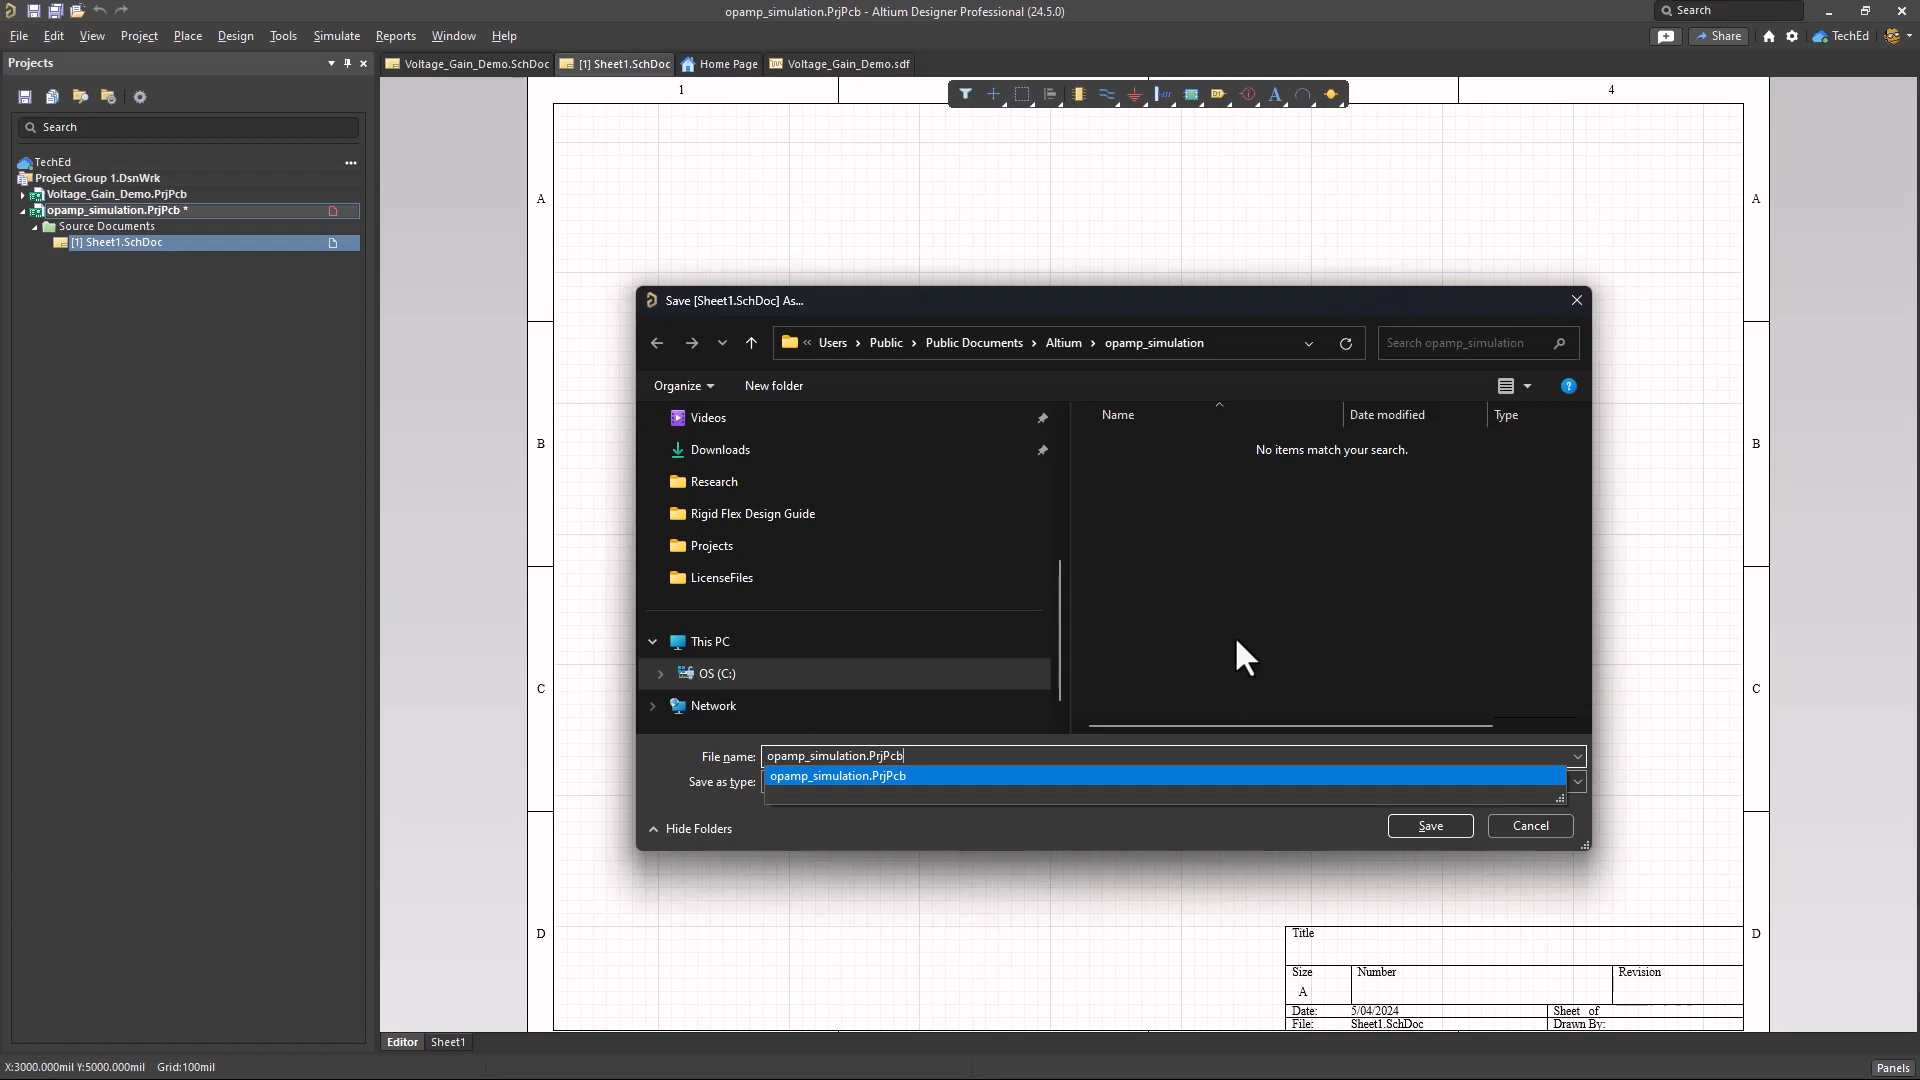 opamp_simulation.PrjPcb - Altium Designer Professional (24.5.0)
Search
File Edit View Project Place Design Tools Simulate Reports Window Help
Share
TechEd
Projects
Voltage_Gain_Demo.SchDoc
[1] Sheet1.SchDoc
Home Page
Voltage_Gain_Demo.sdf
Search
TechEd
Project Group 1.DsnWrk
Voltage_Gain_Demo.PrjPcb
opamp_simulation.PrjPcb *
Source Documents
[1] Sheet1.SchDoc
1
4
A
A
B
B
C
C
D
D
Save [Sheet1.SchDoc] As...
« Users › Public › Public Documents › Altium › opamp_simulation
Search opamp_simulation
Organize
New folder
Videos
Downloads
Research
Rigid Flex Design Guide
Projects
LicenseFiles
This PC
OS (C:)
Network
Name
Date modified
Type
No items match your search.
File name:
opamp_simulation.PrjPcb
opamp_simulation.PrjPcb
Save as type:
Hide Folders
Save
Cancel
Title
Size
Number
Revision
A
Date:
5/04/2024
Sheet of
File:
Sheet1.SchDoc
Drawn By:
Editor
Sheet1
X:3000.000mil Y:5000.000mil Grid:100mil
Panels